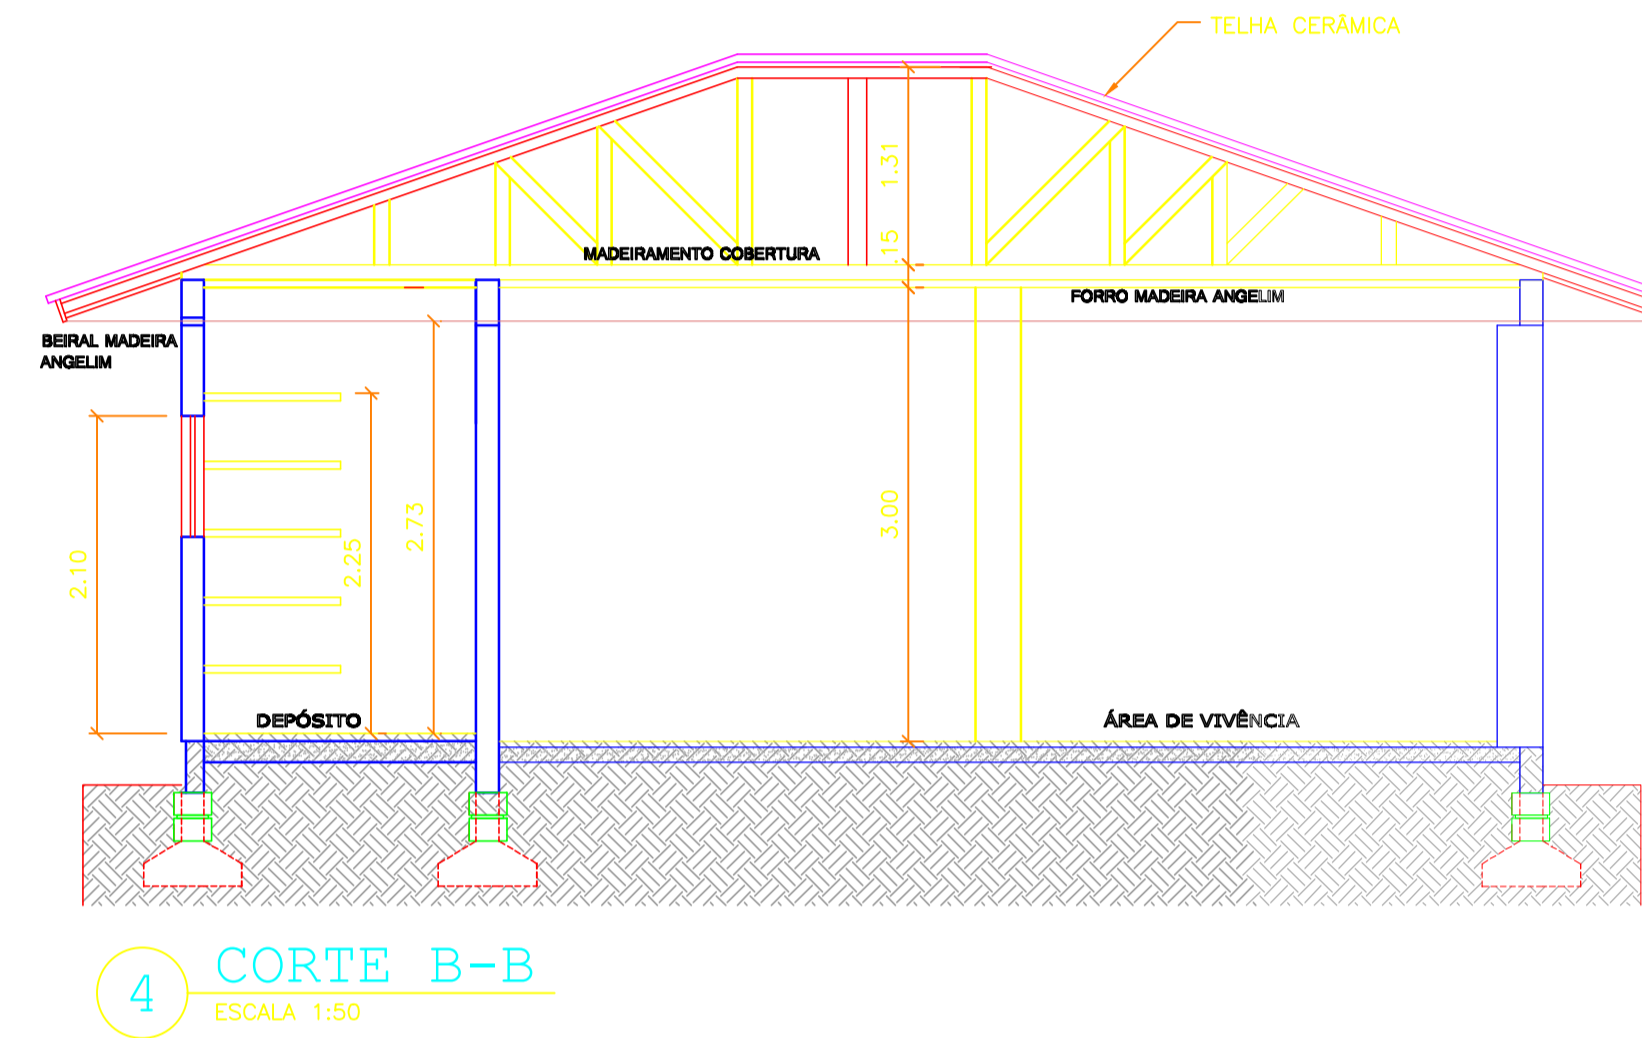 TELHA CERÂMICA
1.31
.15
MADEIRAMENTO COBERTURA
FORRO MADEIRA ANGELIM
BEIRAL MADEIRA
ANGELIM
2.10
2.25
2.73
3.00
DEPÓSITO
ÁREA DE VIVÊNCIA
4
CORTE B-B
ESCALA 1:50